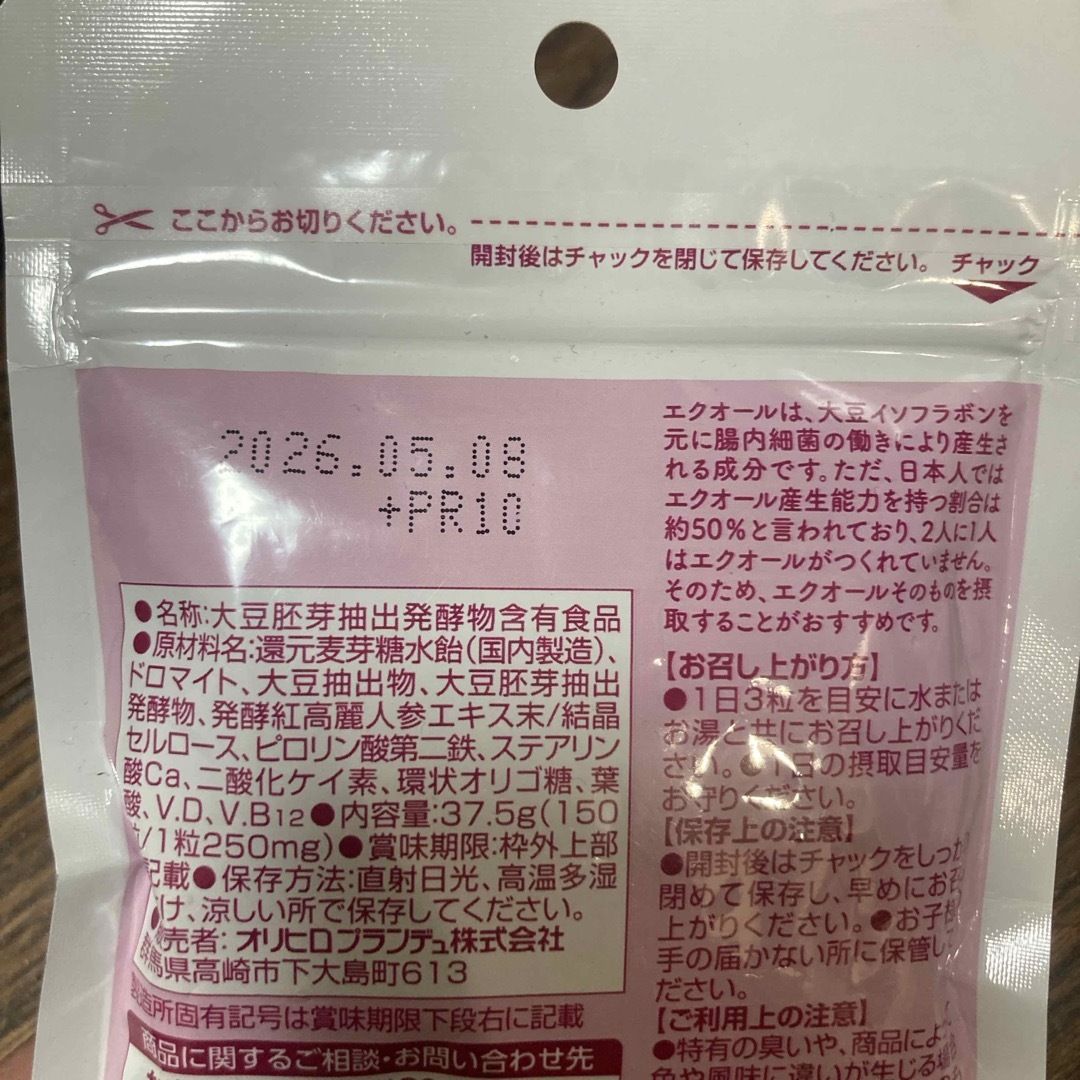 ここからお切りください。
開封後はチャックを閉じて保存してください。 チャック
2026.05.08
+PR10
●名称:大豆胚芽抽出発酵物含有食品
●原材料名:還元麦芽糖水飴(国内製造)、
ドロマイト、大豆抽出物、大豆胚芽抽出
発酵物、発酵紅高麗人参エキス末/結晶
セルロース、ピロリン酸第二鉄、ステアリン
酸Ca、二酸化ケイ素、環状オリゴ糖、葉
酸、V.D、V.B12●内容量:37.5g(150
粒/1粒250mg)●賞味期限:枠外上部
記載●保存方法:直射日光、高温多湿
け、涼しい所で保存してください。
売者:オリヒロプランデュ株式会社
群馬県高崎市下大島町613
製造所固有記号は賞味期限下段右に記載
商品に関するご相談・お問い合わせ先
エクオールは、大豆イソフラボンを
元に腸内細菌の働きにより産生さ
れる成分です。ただ、日本人では
エクオール産生能力を持つ割合は
約50%と言われており、2人に1人
はエクオールがつくれていません。
そのため、エクオールそのものを摂
取することがおすすめです。
【お召し上がり方】
●1日3粒を目安に水または
お湯と共にお召し上がりくだ
さい。●1日の摂取目安量を
お守りください。
【保存上の注意】
●開封後はチャックをしっか
閉めて保存し、早めにお召
上がりください。●お子様
手の届かない所に保管し
ださい。
【ご利用上の注意】
●特有の臭いや、商品によ
色や風味に違いが生じる